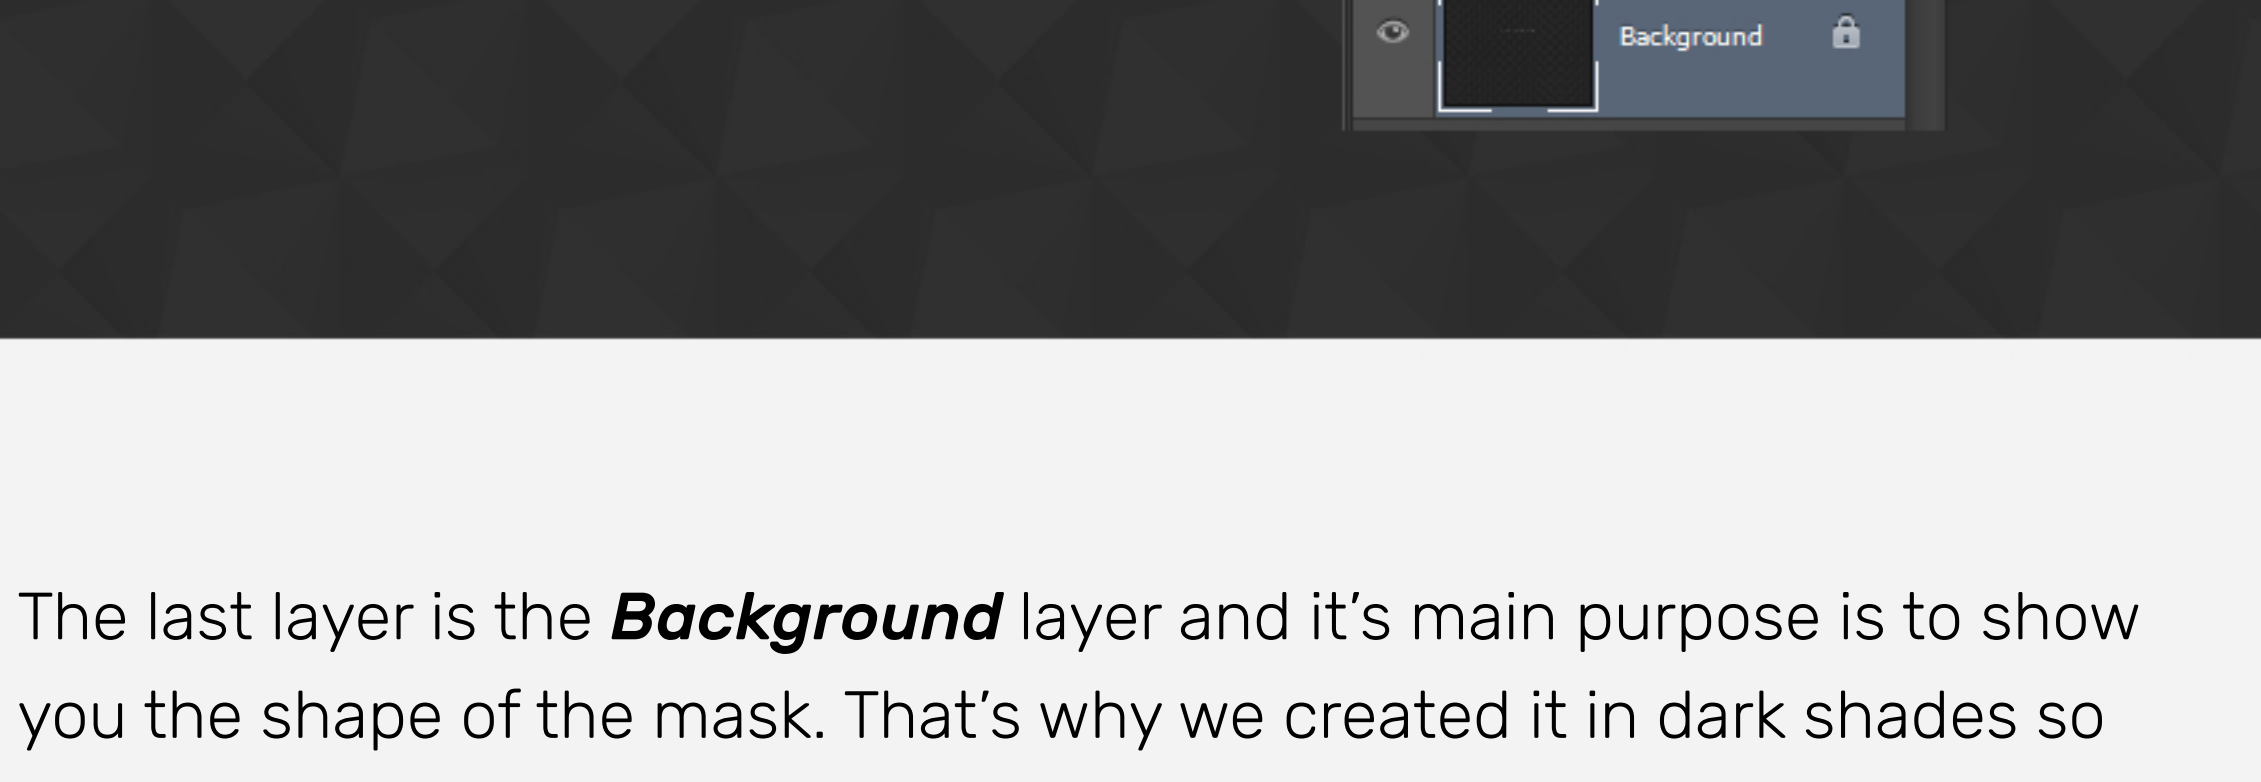 Background
The last layer is the Background layer and it’s main purpose is to show
you the shape of the mask. That’s why we created it in dark shades so